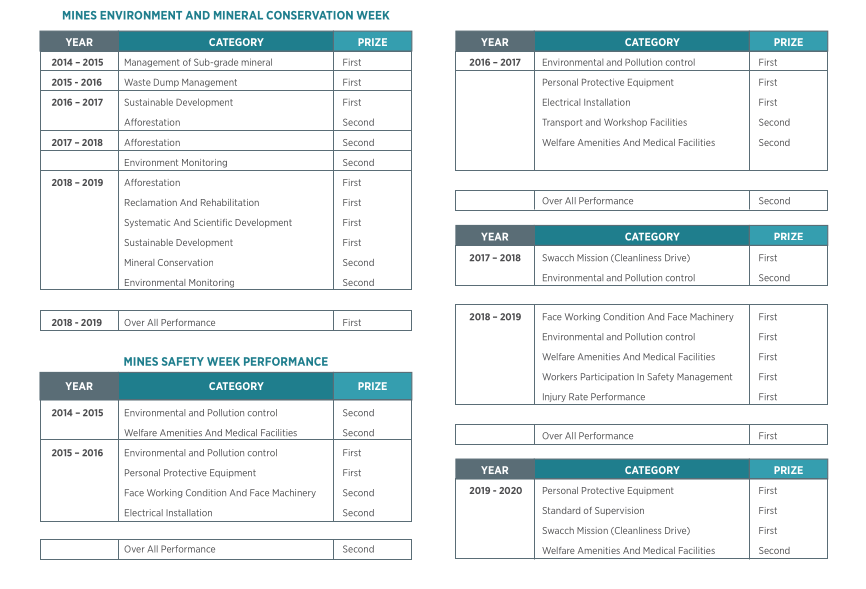 MINES ENVIRONMENT AND MINERAL CONSERVATION WEEK
YEAR CATEGORY PRIZE
2014 – 2015 Management of Sub-grade mineral First
2015 - 2016 Waste Dump Management First
2016 – 2017 Sustainable Development First
Afforestation Second
2017 – 2018 Afforestation Second
Environment Monitoring Second
2018 – 2019 Afforestation First
Reclamation And Rehabilitation First
Systematic And Scientific Development First
Sustainable Development First
Mineral Conservation Second
Environmental Monitoring Second
2018 - 2019 Over All Performance First
MINES SAFETY WEEK PERFORMANCE
YEAR CATEGORY PRIZE
2014 – 2015 Environmental and Pollution control Second
Welfare Amenities And Medical Facilities Second
2015 – 2016 Environmental and Pollution control First
Personal Protective Equipment First
Face Working Condition And Face Machinery Second
Electrical Installation Second
Over All Performance Second
YEAR CATEGORY PRIZE
2016 – 2017 Environmental and Pollution control First
Personal Protective Equipment First
Electrical Installation First
Transport and Workshop Facilities Second
Welfare Amenities And Medical Facilities Second
Over All Performance Second
YEAR CATEGORY PRIZE
2017 – 2018 Swacch Mission (Cleanliness Drive) First
Environmental and Pollution control Second
2018 – 2019 Face Working Condition And Face Machinery First
Environmental and Pollution control First
Welfare Amenities And Medical Facilities First
Workers Participation In Safety Management First
Injury Rate Performance First
Over All Performance First
YEAR CATEGORY PRIZE
2019 - 2020 Personal Protective Equipment First
Standard of Supervision First
Swacch Mission (Cleanliness Drive) First
Welfare Amenities And Medical Facilities Second